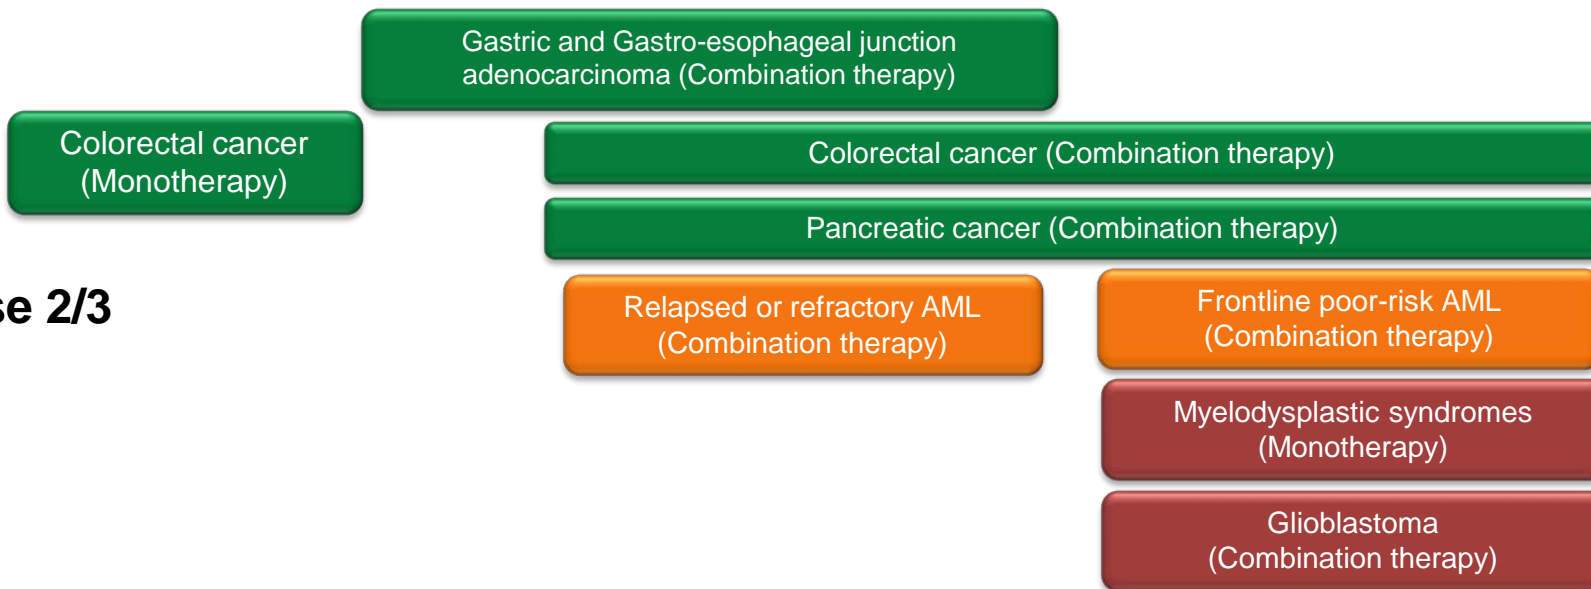 Gastric and Gastro-esophageal junction
adenocarcinoma (Combination therapy)
Colorectal cancer
(Monotherapy)
Colorectal cancer (Combination therapy)
Pancreatic cancer (Combination therapy)
se 2/3
Relapsed or refractory AML
(Combination therapy)
Frontline poor-risk AML
(Combination therapy)
Myelodysplastic syndromes
(Monotherapy)
Glioblastoma
(Combination therapy)